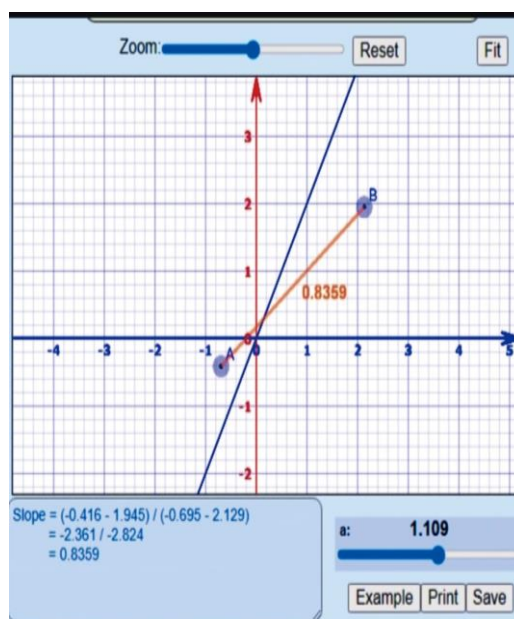 Zoom: Reset Fit
3
2
B
1
0.8359
0
-4 -3 -2 -1 A 1 2 3 4 5
-1
-2
Slope = (-0.416 - 1.945) / (-0.695 - 2.129)
= -2.361 / -2.824
= 0.8359
a: 1.109
Example Print Save